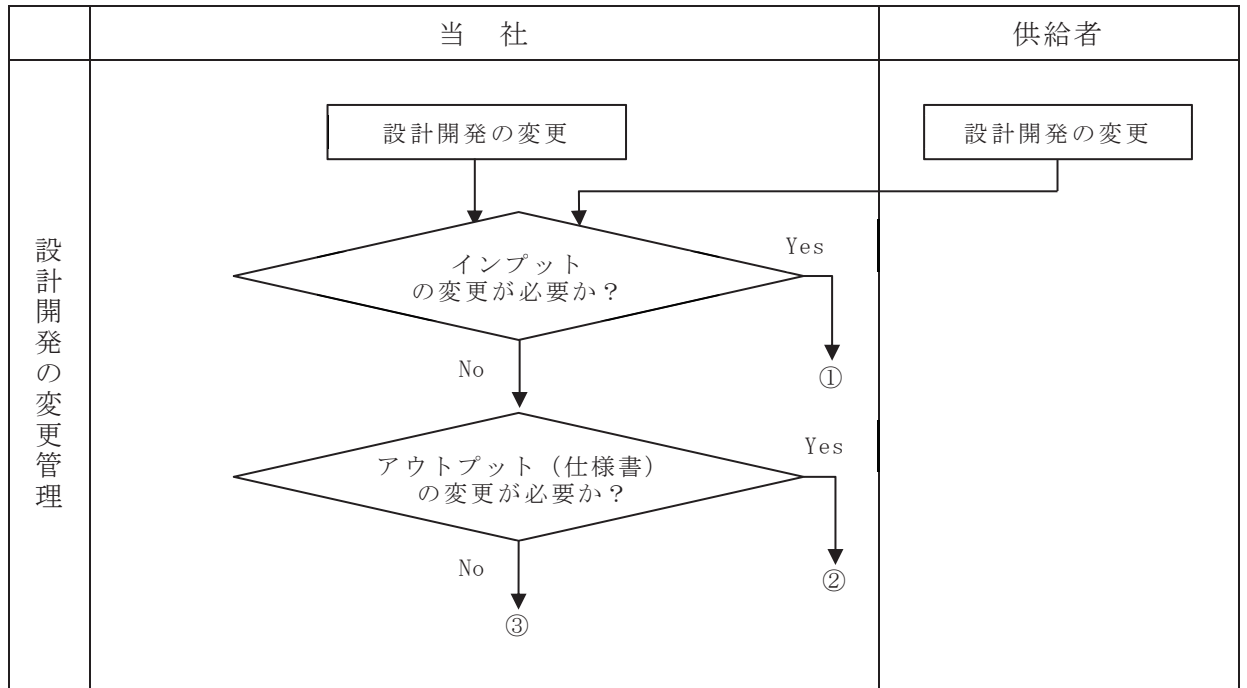 当 社
供給者
設計開発の変更管理
設計開発の変更
設計開発の変更
インプット
の変更が必要か？
Yes
①
No
アウトプット（仕様書）
の変更が必要か？
Yes
②
No
③